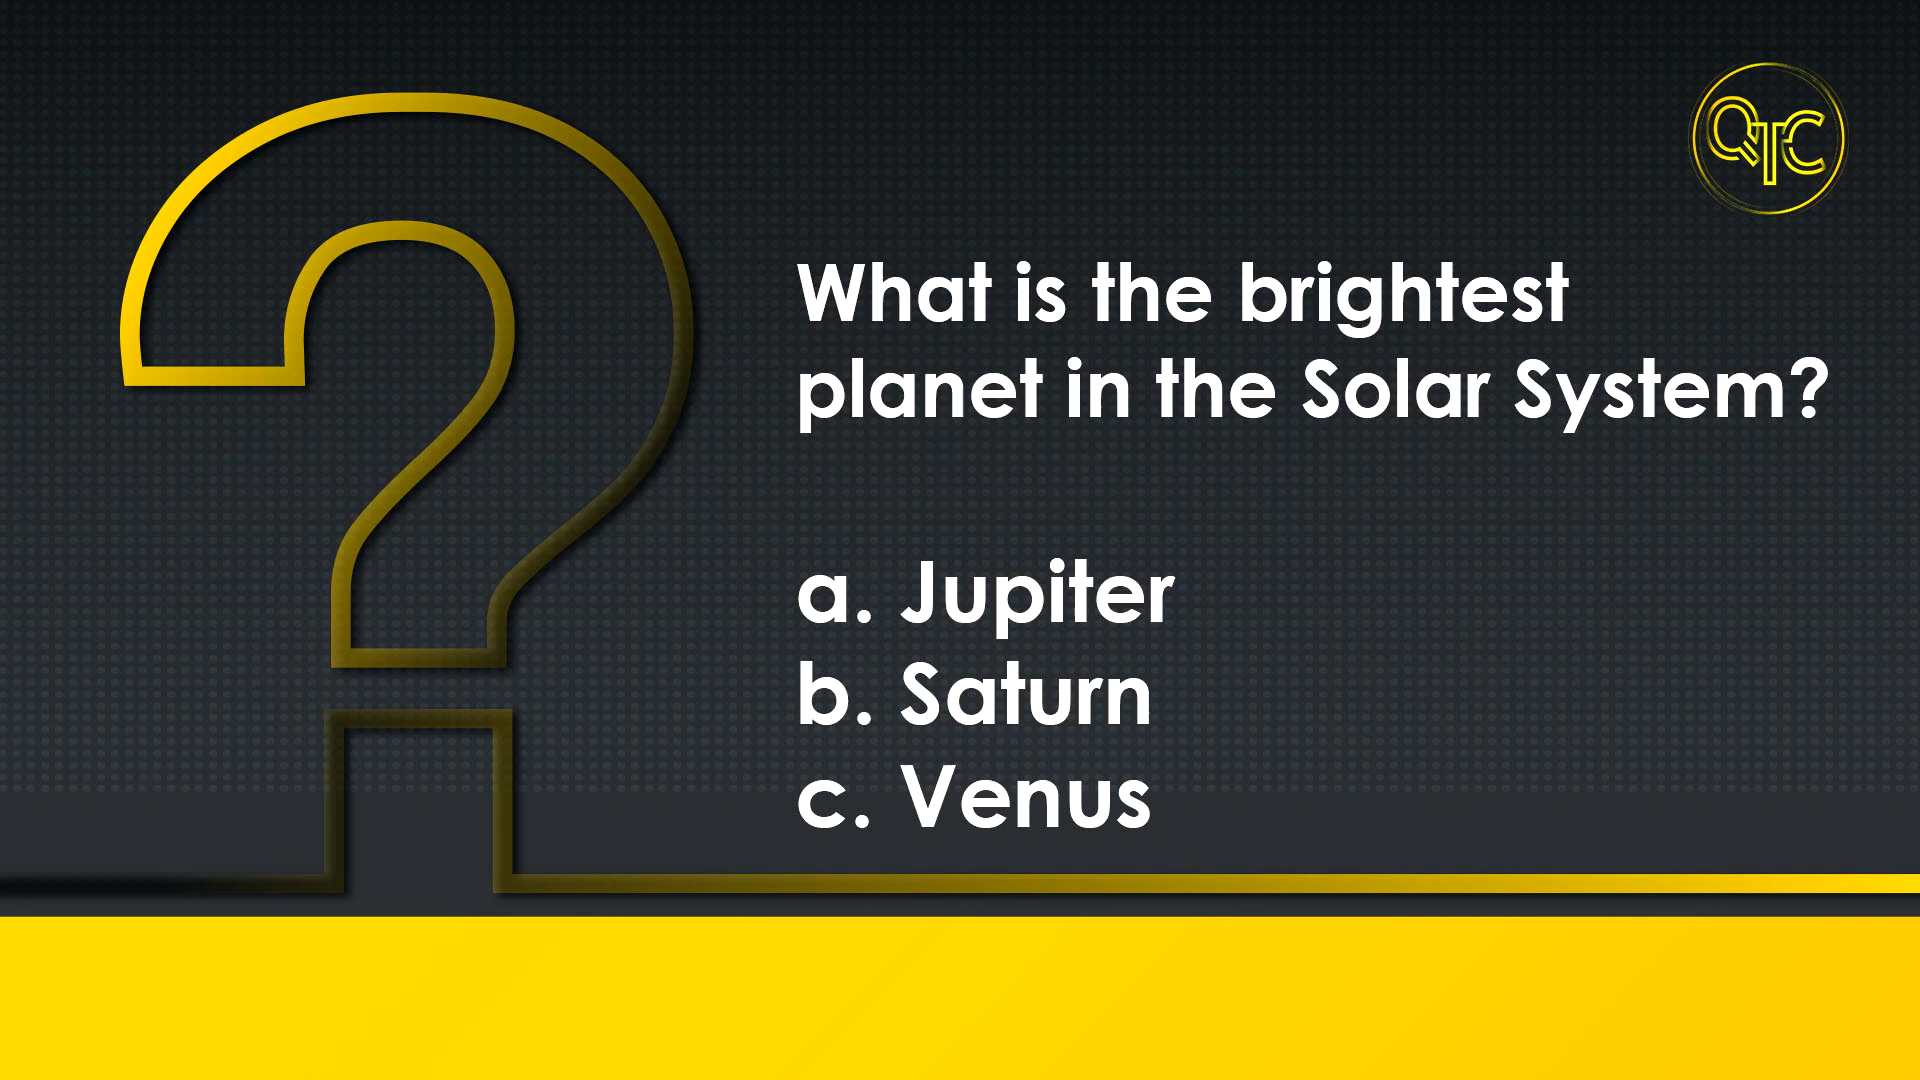 QTC
What is the brightest
planet in the Solar System?
a. Jupiter
b. Saturn
c. Venus